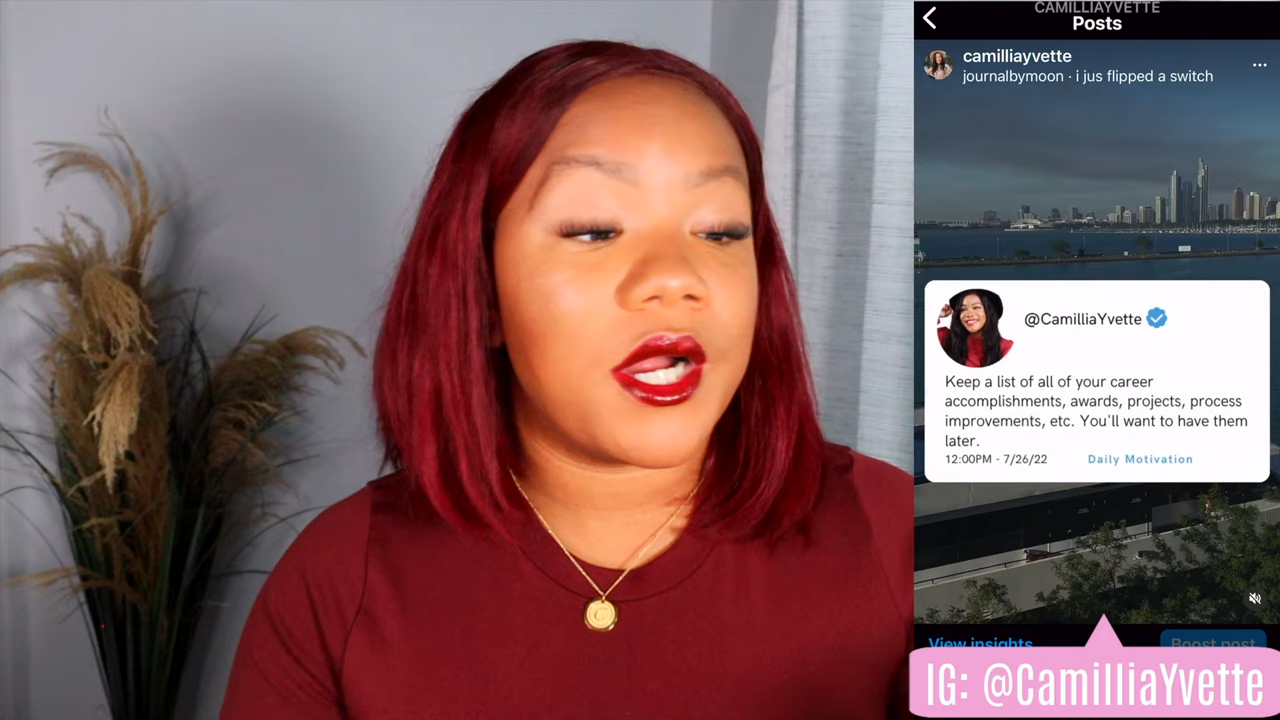 CAMILLIAYVETTE
Posts
camilliayvette
journalbymoon · i jus flipped a switch
@CamilliaYvette
Keep a list of all of your career
accomplishments, awards, projects, process
improvements, etc. You'll want to have them
later.
12:00PM - 7/26/22 Daily Motivation
View insights
Boost post
IG: @CamilliaYvette
C